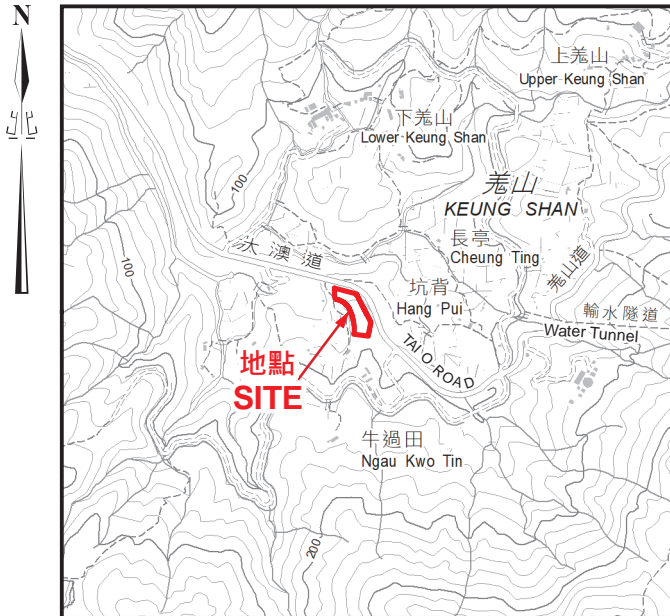 N
上羗山
Upper Keung Shan
下羗山
Lower Keung Shan
羗山
KEUNG SHAN
100
大澳道
長亭
Cheung Ting
羗山道
100
坑背
Hang Pui
輸水隧道
Water Tunnel
TAI O ROAD
地點
SITE
牛過田
Ngau Kwo Tin
200